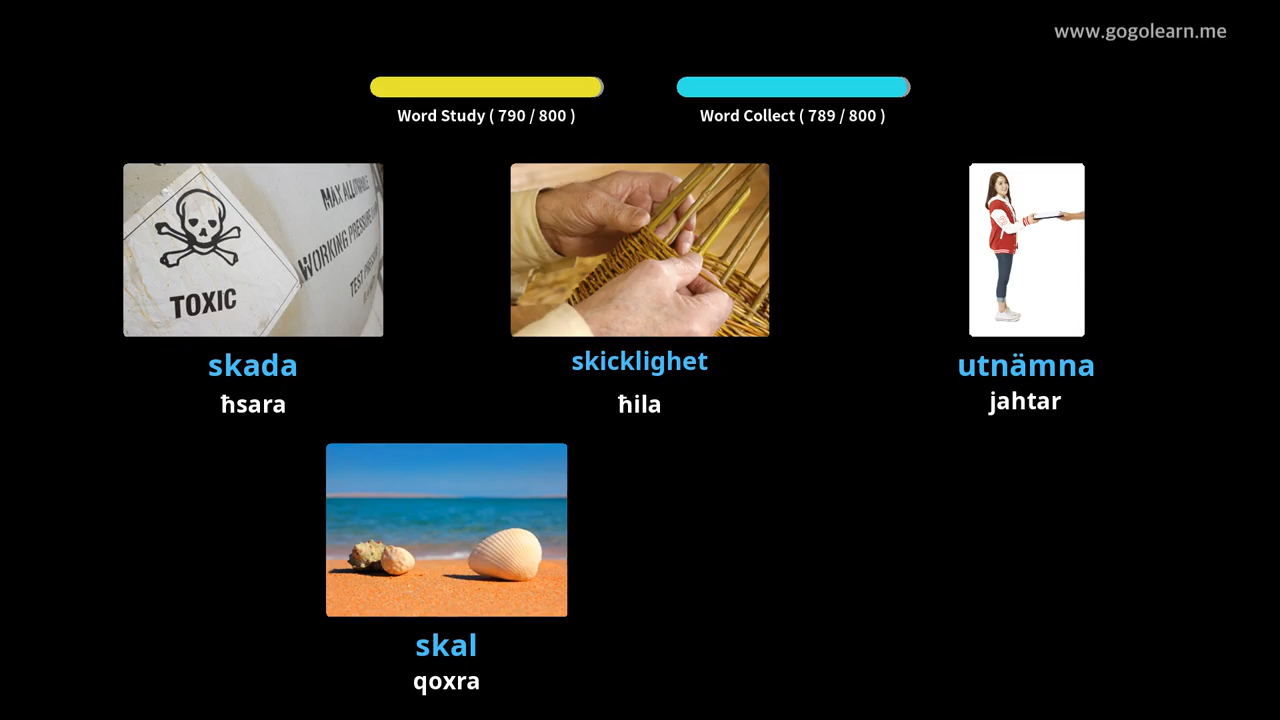 www.gogolearn.me
Word Study ( 790 / 800 )
Word Collect ( 789 / 800 )
MAX ALLOWABLE
WORKING PRESSURE
TEST
TOXIC
skada
skicklighet
utnämna
ħsara
ħila
jahtar
skal
qoxra